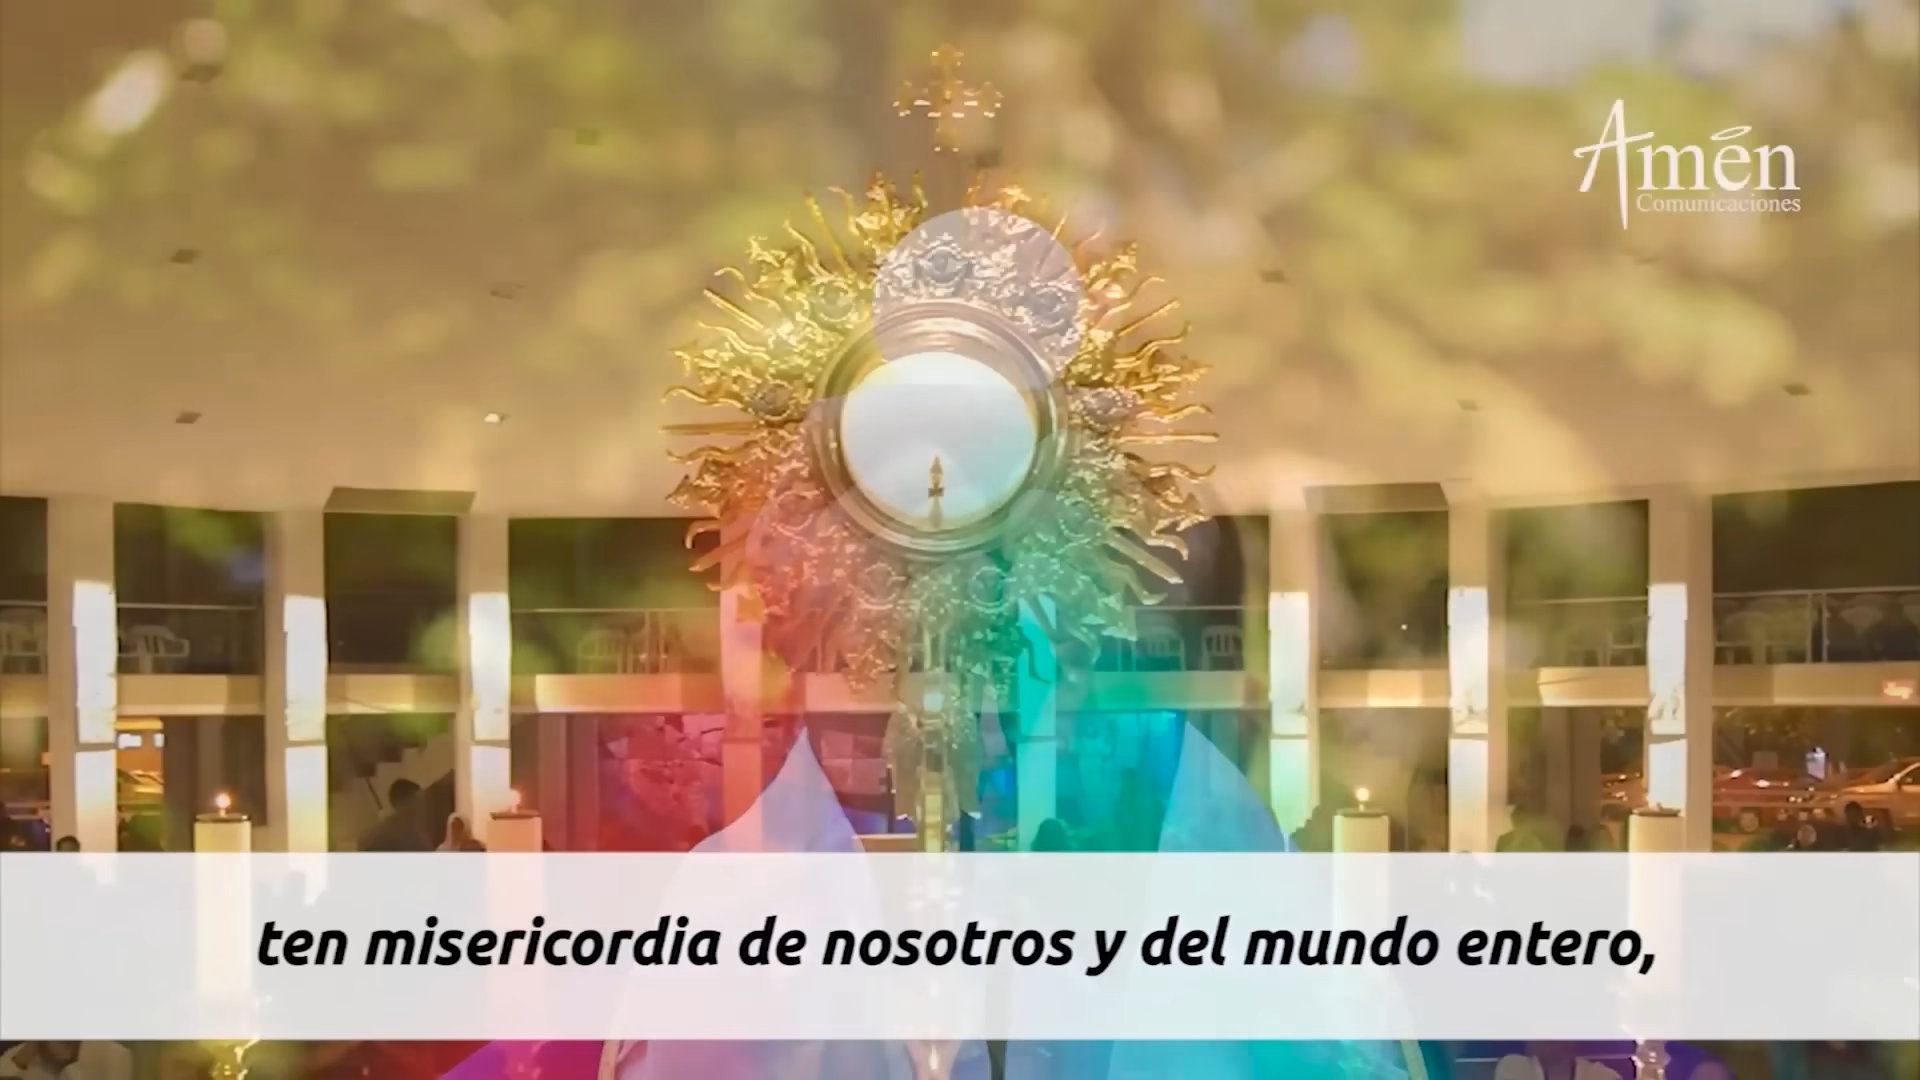 Amén
Comunicaciones
ten misericordia de nosotros y del mundo entero,